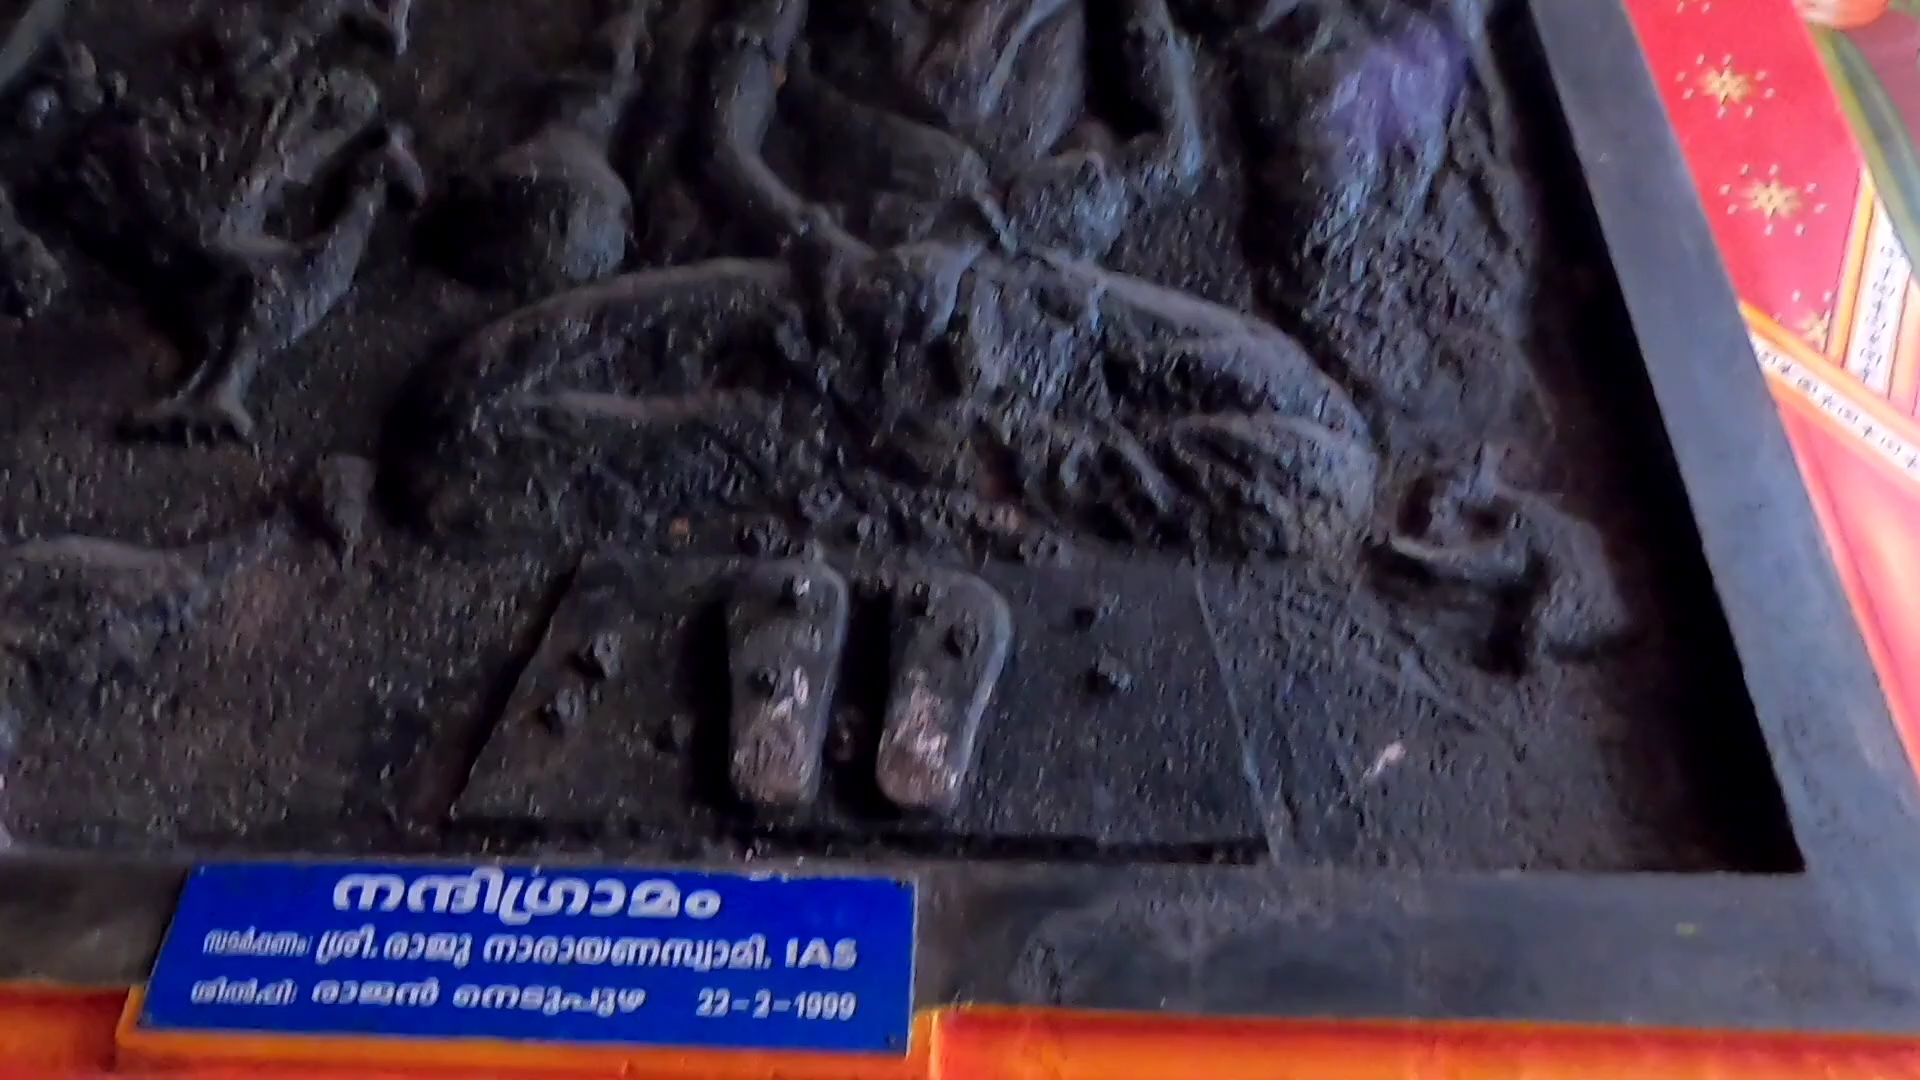 നന്ദിഗ്രാമം
സമർപ്പണം: ശ്രീ. രാജു നാരായണസ്വാമി. IAS
ശിൽപി: രാജൻ നെടുപുഴ 22-2-1999